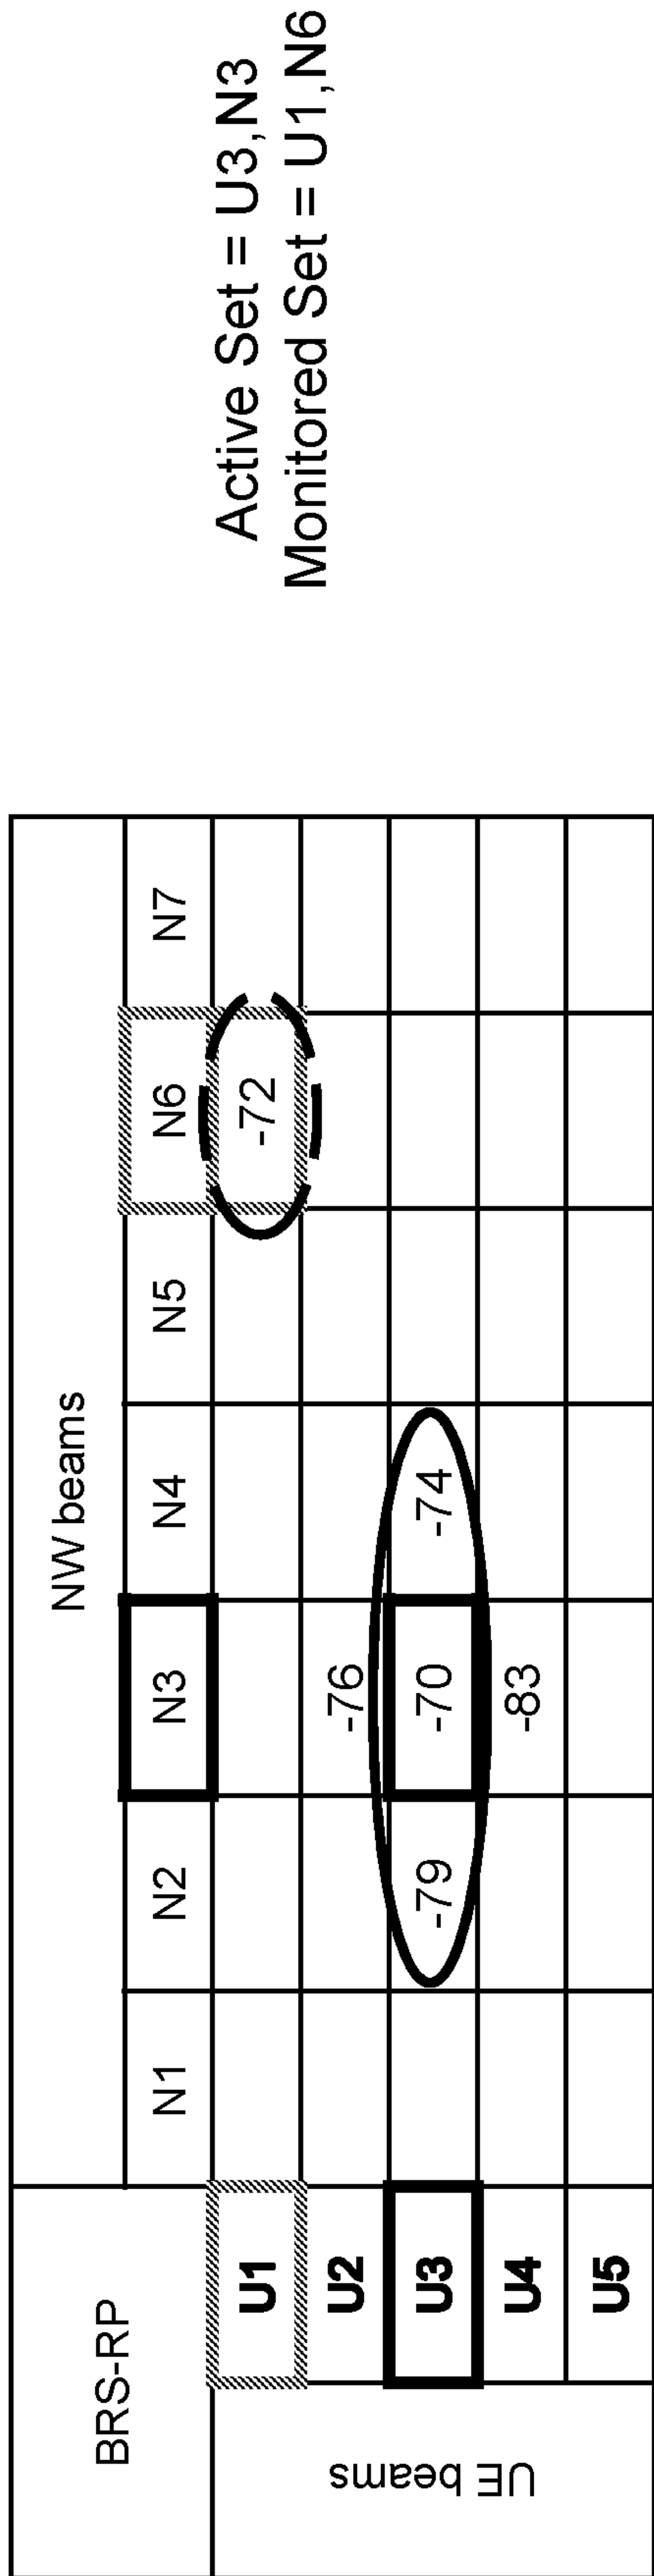 BRS-RP
NW beams
N1 N2 N3 N4 N5 N6 N7
UE beams
U1 -72
U2 -76
U3 -79 -70 -74
U4 -83
U5
Active Set = U3,N3
Monitored Set = U1,N6